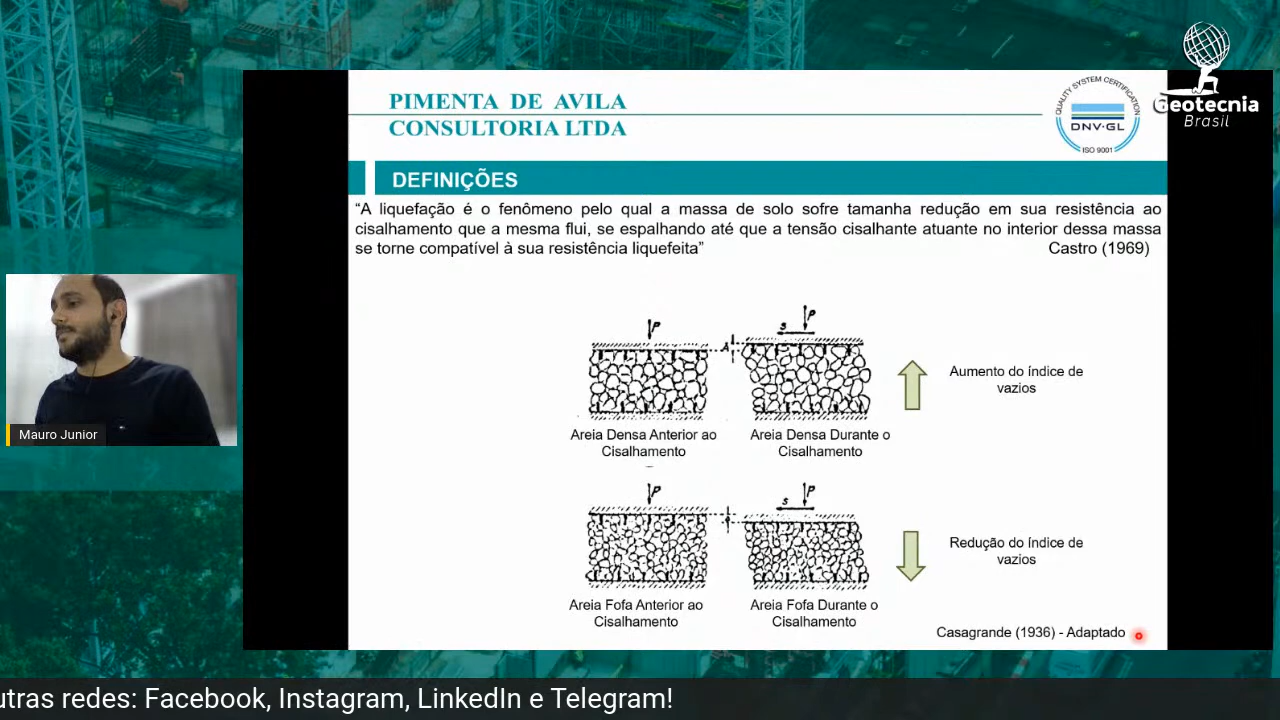 PIMENTA DE AVILA
CONSULTORIA LTDA
QUALITY SYSTEM CERTIFICATION
DNV·GL
ISO 9001
Geotecnia
Brasil
DEFINIÇÕES
“A liquefação é o fenômeno pelo qual a massa de solo sofre tamanha redução em sua resistência ao
cisalhamento que a mesma flui, se espalhando até que a tensão cisalhante atuante no interior dessa massa
se torne compatível à sua resistência liquefeita” Castro (1969)
P
S P
Aumento do índice de
vazios
Areia Densa Anterior ao
Cisalhamento
Areia Densa Durante o
Cisalhamento
P
S P
Redução do índice de
vazios
Areia Fofa Anterior ao
Cisalhamento
Areia Fofa Durante o
Cisalhamento
Casagrande (1936) - Adaptado
Mauro Junior
utras redes: Facebook, Instagram, LinkedIn e Telegram!